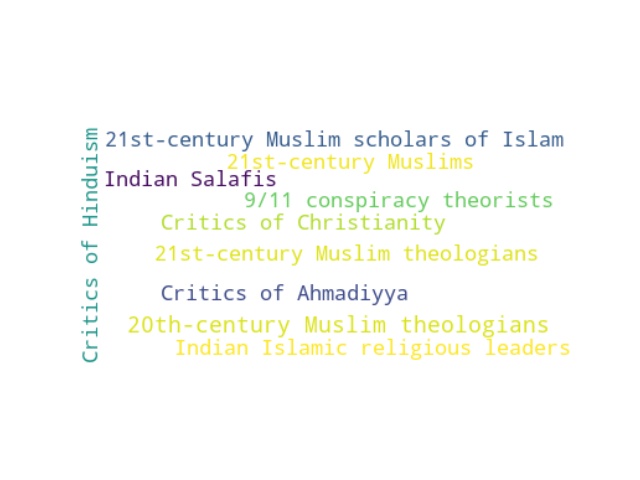 Critics of Hinduism
21st-century Muslim scholars of Islam
21st-century Muslims
Indian Salafis
9/11 conspiracy theorists
Critics of Christianity
21st-century Muslim theologians
Critics of Ahmadiyya
20th-century Muslim theologians
Indian Islamic religious leaders